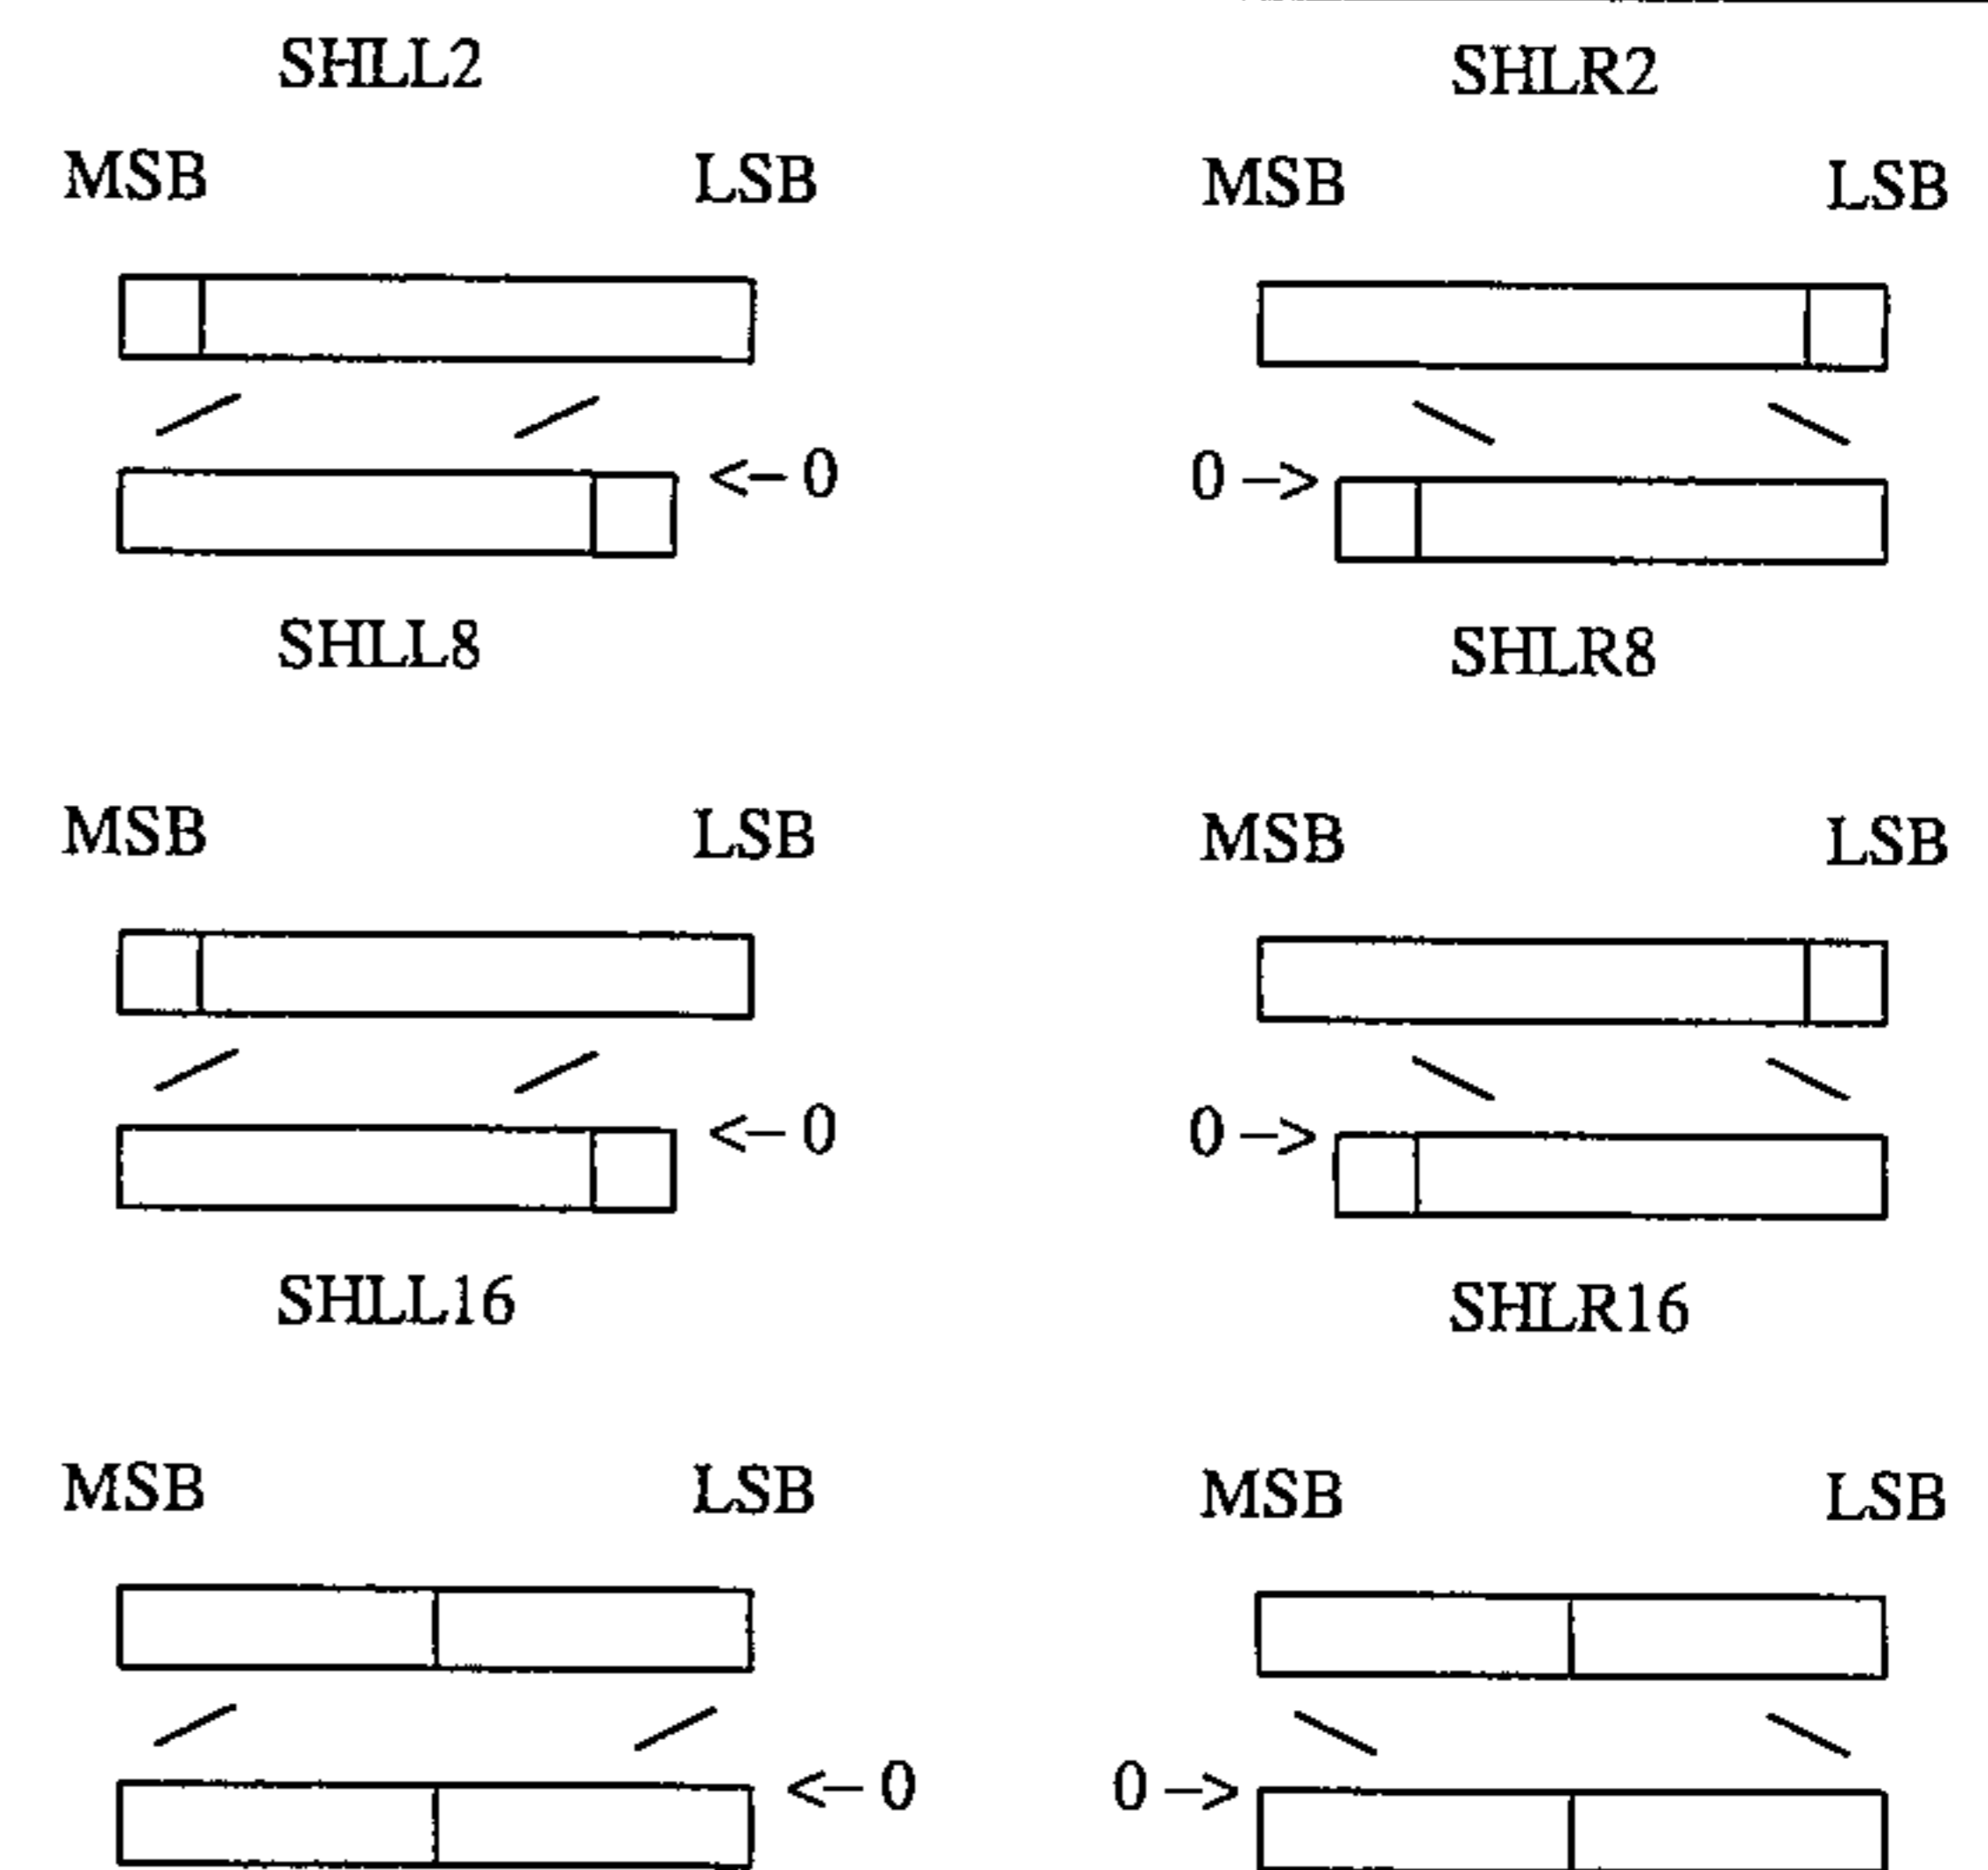 SHLL2 SHLR2
MSB LSB MSB LSB
<– 0 0 –>
SHLL8 SHLR8
MSB LSB MSB LSB
<– 0 0 –>
SHLL16 SHLR16
MSB LSB MSB LSB
<– 0 0 –>